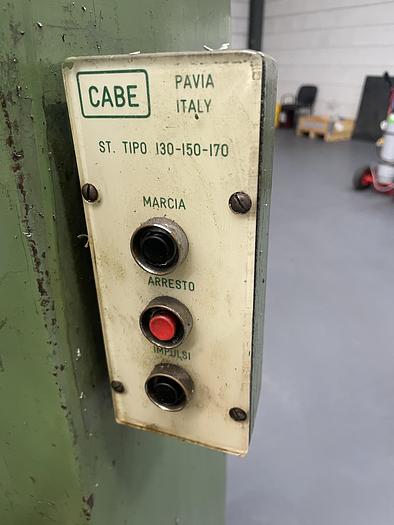 CABE
PAVIA
ITALY
ST. TIPO 130-150-170
MARCIA
ARRESTO
IMPULSI